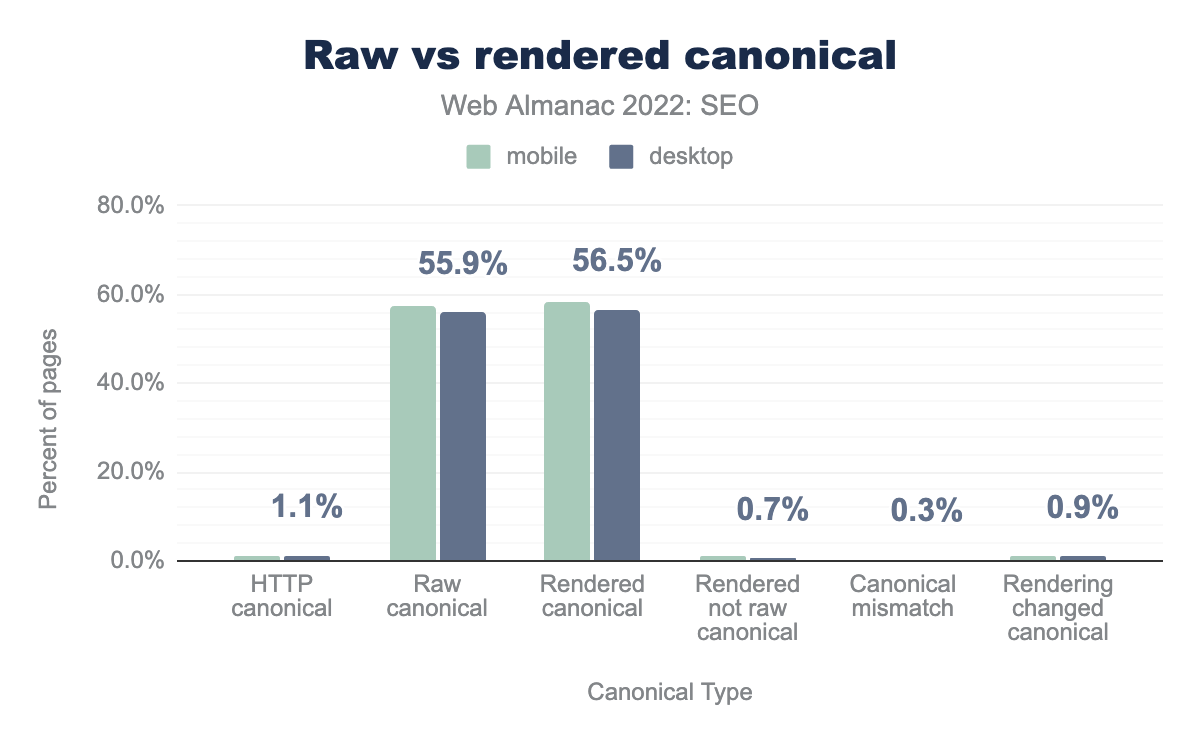 Raw vs rendered canonical
Web Almanac 2022: SEO
mobile
desktop
80.0%
60.0%
40.0%
20.0%
0.0%
Percent of pages
1.1%
55.9%
56.5%
0.7%
0.3%
0.9%
HTTP
canonical
Raw
canonical
Rendered
canonical
Rendered
not raw
canonical
Canonical
mismatch
Rendering
changed
canonical
Canonical Type